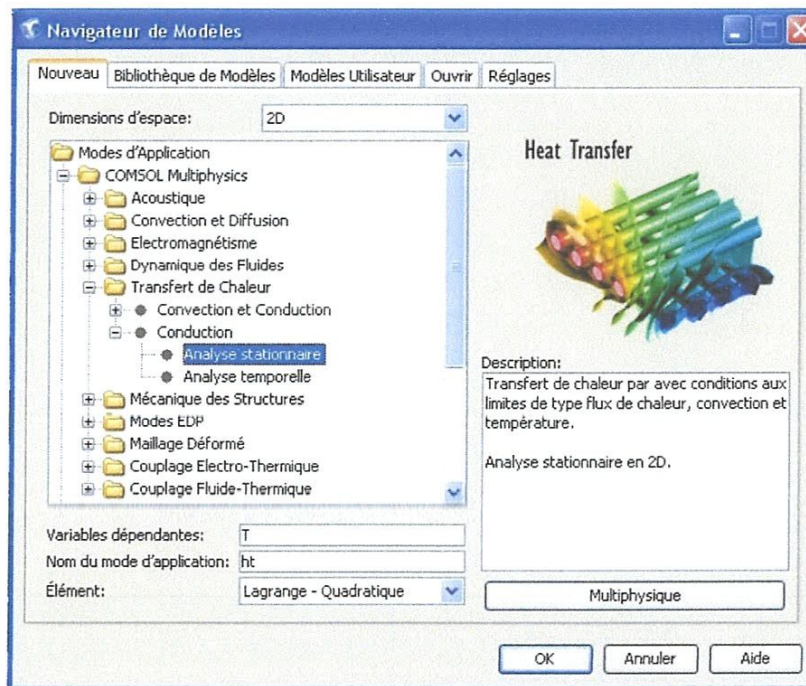 Navigateur de Modèles
Nouveau Bibliothèque de Modèles Modèles Utilisateur Ouvrir Réglages
Dimensions d'espace: 2D
Modes d'Application
COMSOL Multiphysics
Acoustique
Convection et Diffusion
Electromagnétisme
Dynamique des Fluides
Transfert de Chaleur
Convection et Conduction
Conduction
Analyse stationnaire
Analyse temporelle
Mécanique des Structures
Modes EDP
Maillage Déformé
Couplage Electro-Thermique
Couplage Fluide-Thermique
Variables dépendantes: T
Nom du mode d'application: ht
Élément: Lagrange - Quadratique
Heat Transfer
Description:
Transfert de chaleur par avec conditions aux
limites de type flux de chaleur, convection et
température.
Analyse stationnaire en 2D.
Multiphysique
OK Annuler Aide